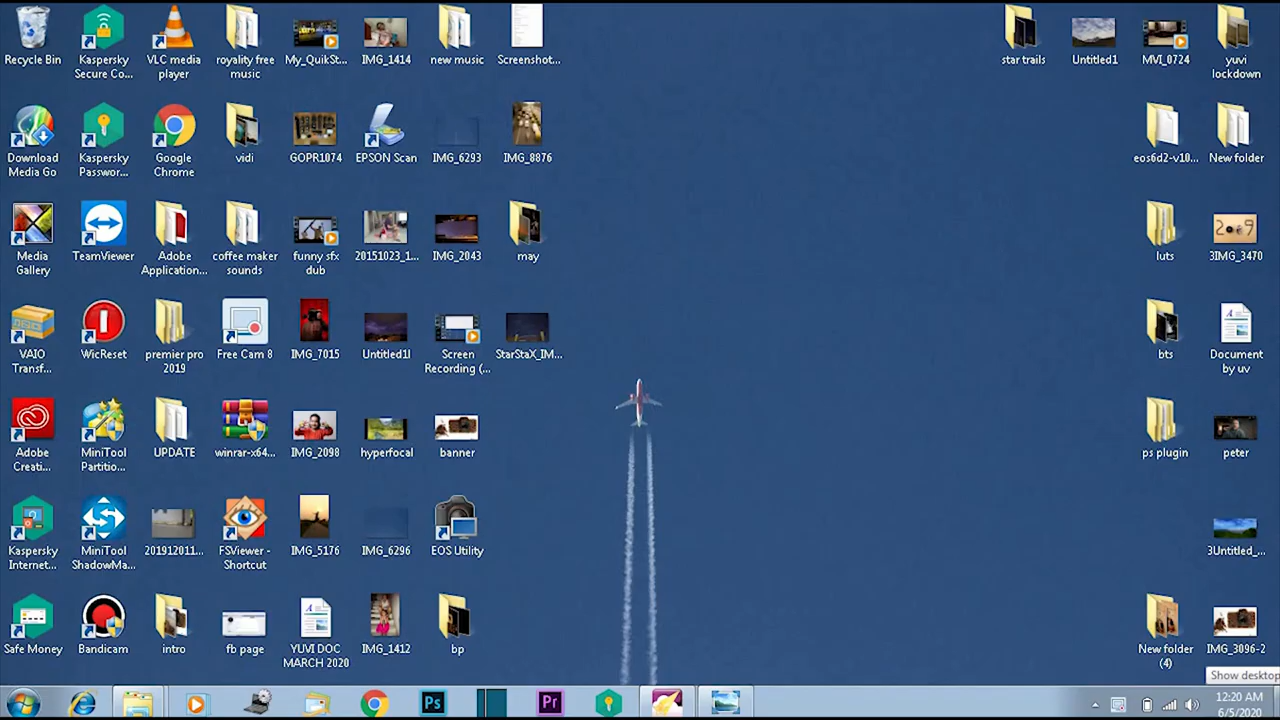 Recycle Bin
Kaspersky
Secure Co...
VLC media
player
royality free
music
My_QuikSt...
IMG_1414
new music
Screenshot...
star trails
Untitled1
MVI_0724
yuvi
lockdown
Download
Media Go
Kaspersky
Passwor...
Google
Chrome
vidi
GOPR1074
EPSON Scan
IMG_6293
IMG_8876
eos6d2-v10...
New folder
Media
Gallery
TeamViewer
Adobe
Application...
coffee maker
sounds
funny sfx
dub
20151023_1...
IMG_2043
may
luts
3IMG_3470
VAIO
Transf...
WicReset
premier pro
2019
Free Cam 8
IMG_7015
Untitled1l
Screen
Recording (...
StarStaX_IM...
bts
Document
by uv
Adobe
Creati...
MiniTool
Partitio...
UPDATE
winrar-x64...
IMG_2098
hyperfocal
banner
ps plugin
peter
Kaspersky
Internet...
MiniTool
ShadowMa...
201912011...
FSViewer -
Shortcut
IMG_5176
IMG_6296
EOS Utility
3Untitled_...
Safe Money
Bandicam
intro
fb page
YUVI DOC
MARCH 2020
IMG_1412
bp
New folder
(4)
IMG_3096-2
Show desktop
Ps
Pr
12:20 AM
6/5/2020